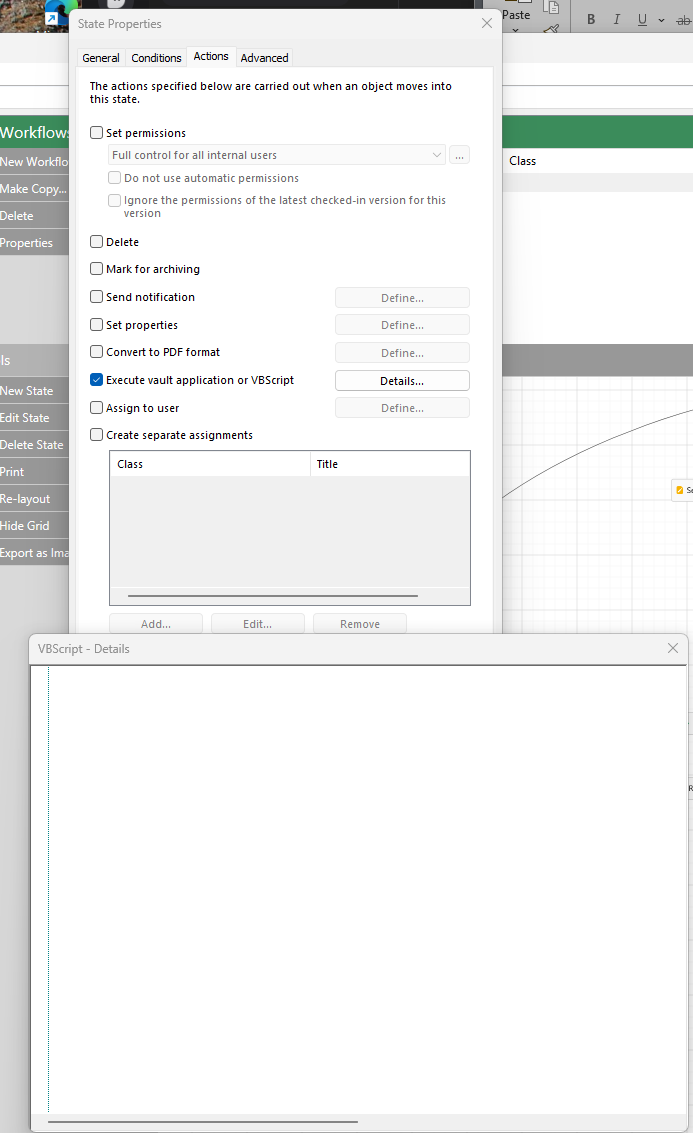 State Properties
Paste
B I U ab
General Conditions Actions Advanced
The actions specified below are carried out when an object moves into
this state.
Set permissions
Full control for all internal users
...
Do not use automatic permissions
Ignore the permissions of the latest checked-in version for this
version
Delete
Mark for archiving
Send notification Define...
Set properties Define...
Convert to PDF format Define...
Execute vault application or VBScript Details...
Assign to user Define...
Create separate assignments
Class Title
Add... Edit... Remove
Workflows
New Workflo
Make Copy...
Delete
Properties
ls
New State
Edit State
Delete State
Print
Re-layout
Hide Grid
Export as Ima
Class
Se
R
VBScript - Details